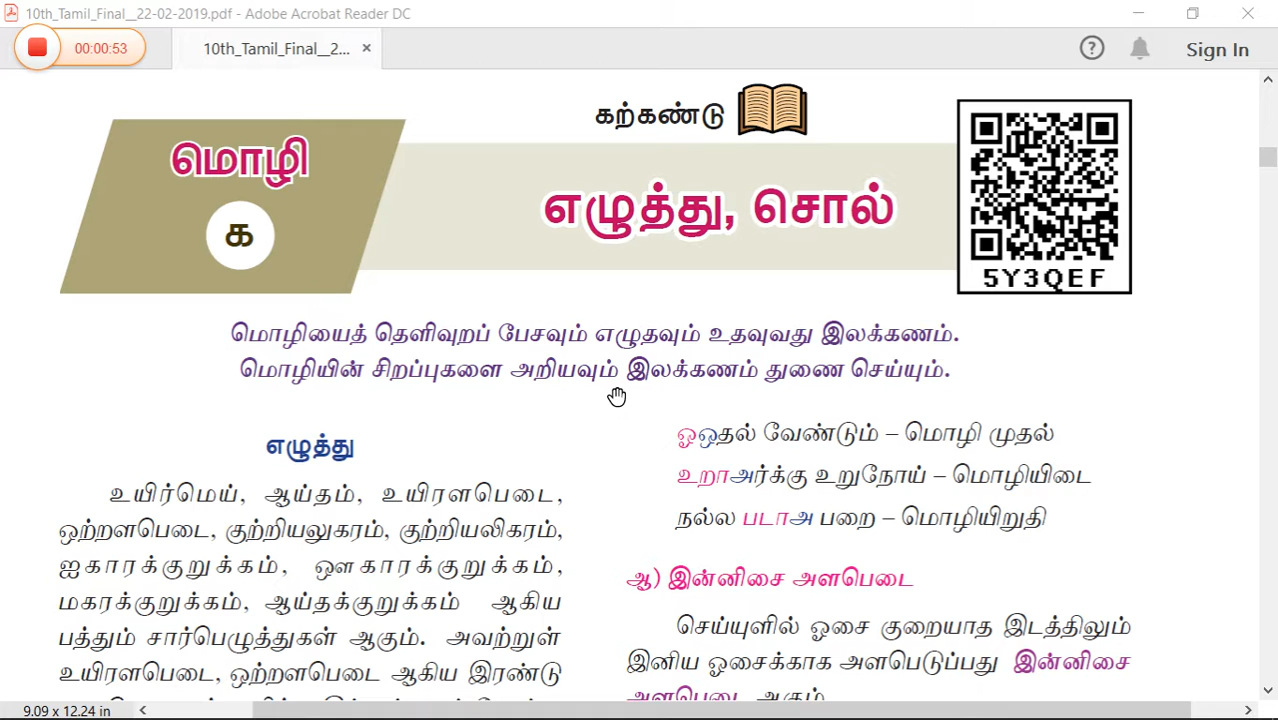 10th_Tamil_Final__22-02-2019.pdf - Adobe Acrobat Reader DC
00:00:53
10th_Tamil_Final__2...
Sign In
கற்கண்டு
மொழி
க
எழுத்து, சொல்
5Y3QEF
மொழியைத் தெளிவுறப் பேசவும் எழுதவும் உதவுவது இலக்கணம்.
மொழியின் சிறப்புகளை அறியவும் இலக்கணம் துணை செய்யும்.
எழுத்து
உயிர்மெய், ஆய்தம், உயிரளபெடை,
ஒற்றளபெடை, குற்றியலுகரம், குற்றியலிகரம்,
ஐகாரக்குறுக்கம், ஔகாரக்குறுக்கம்,
மகரக்குறுக்கம், ஆய்தக்குறுக்கம் ஆகிய
பத்தும் சார்பெழுத்துகள் ஆகும். அவற்றுள்
உயிரளபெடை, ஒற்றளபெடை ஆகிய இரண்டு
ஓஒதல் வேண்டும் – மொழி முதல்
உறாஅர்க்கு உறுநோய் – மொழியிடை
நல்ல படாஅ பறை – மொழியிறுதி
ஆ) இன்னிசை அளபெடை
செய்யுளில் ஓசை குறையாத இடத்திலும்
இனிய ஓசைக்காக அளபெடுப்பது இன்னிசை
அளபெடை ஆகும்.
9.09 x 12.24 in